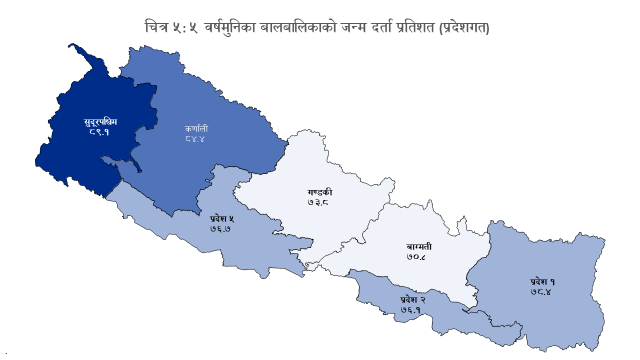 चित्र ५: ५ वर्षमुनिका बालबालिकाको जन्म दर्ता प्रतिशत (प्रदेशगत)
सुदूरपश्चिम
८९.१
कर्णाली
८४.४
गण्डकी
७३.८
प्रदेश ५
७६.७
बाग्मती
७०.८
प्रदेश १
७८.४
प्रदेश २
७६.१